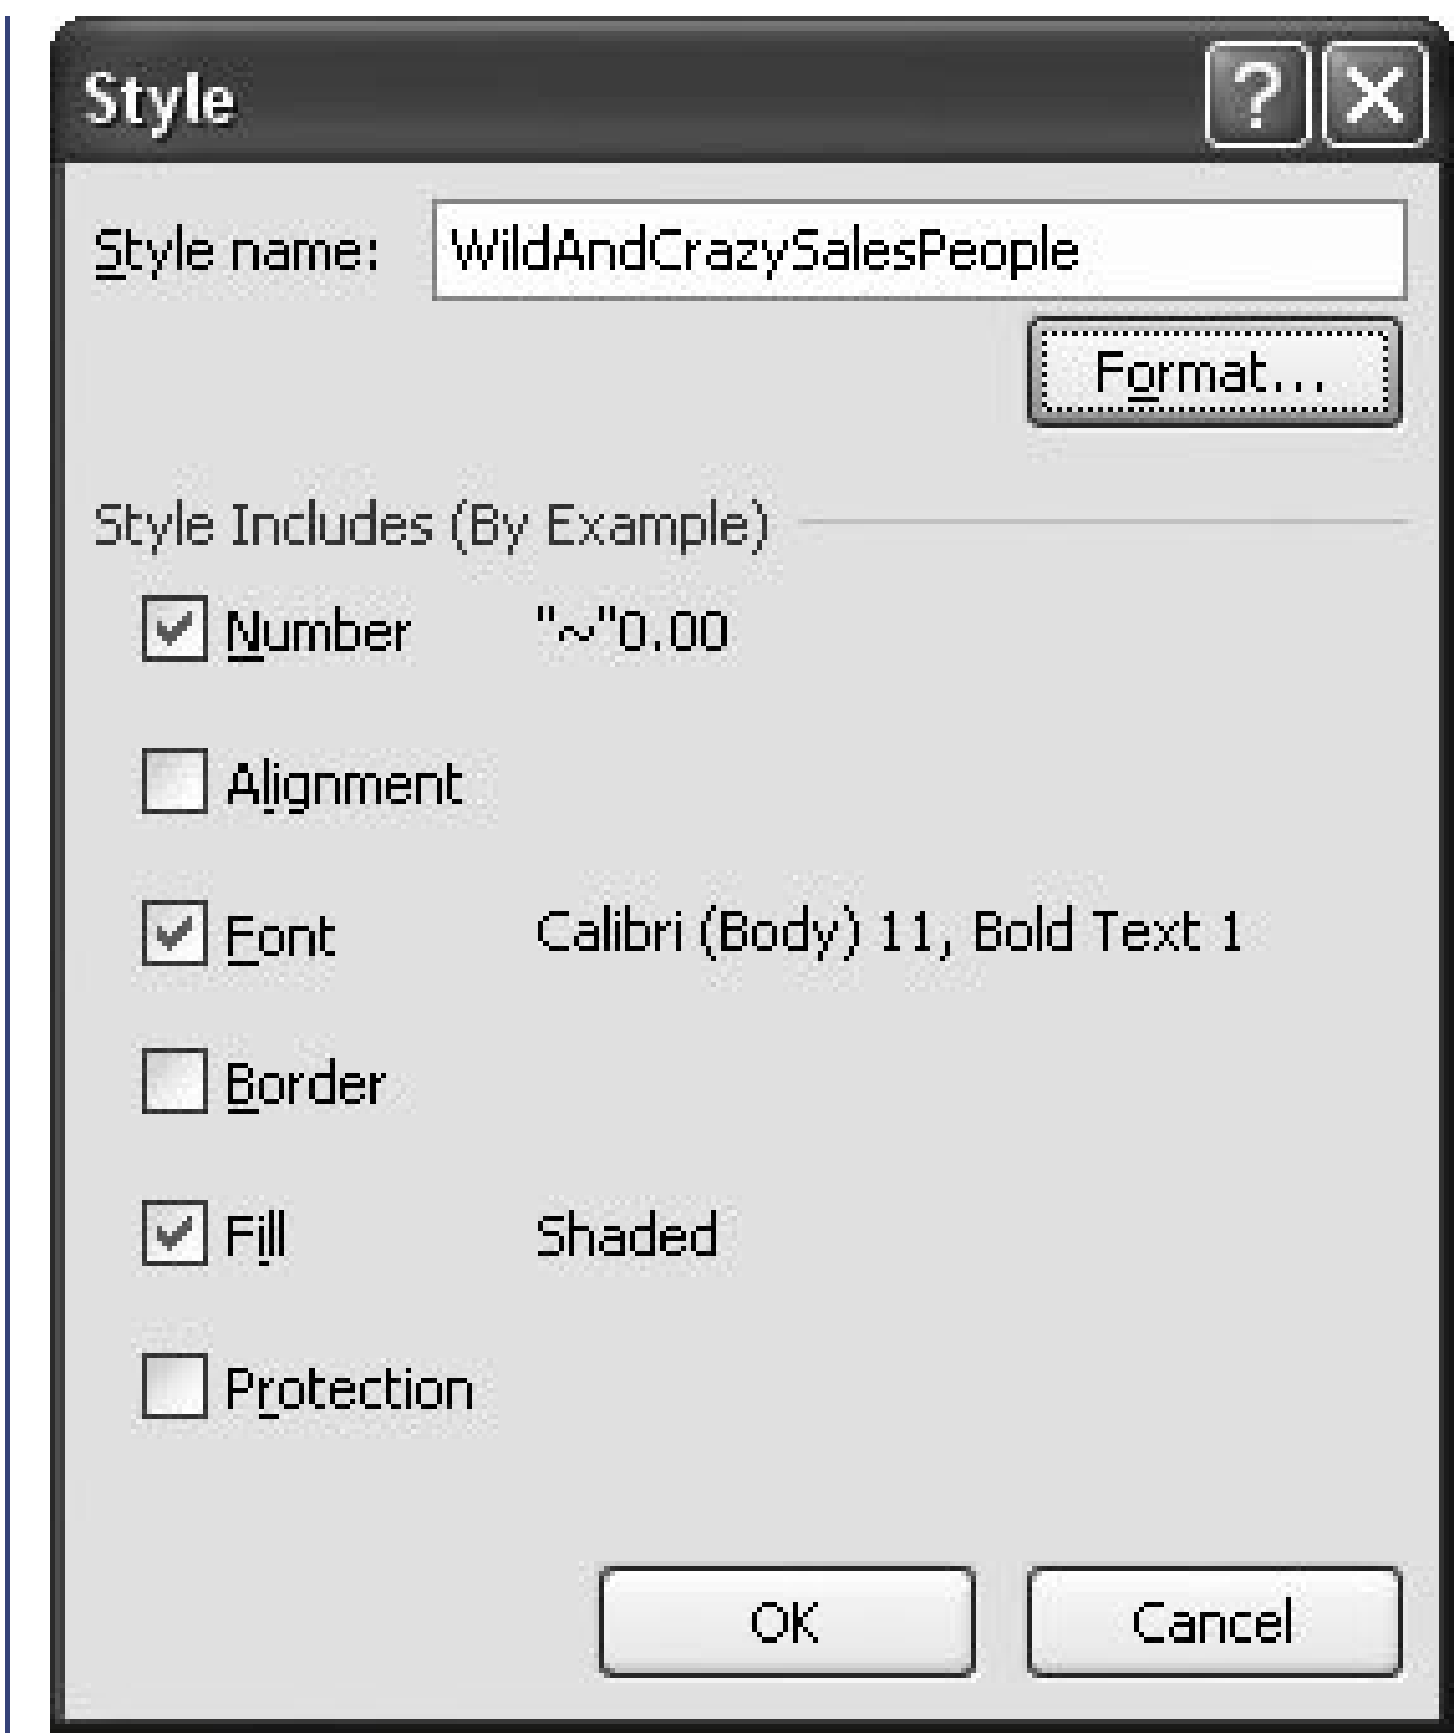 Style
Style name: WildAndCrazySalesPeople
Format...
Style Includes (By Example)
Number "~"0.00
Alignment
Font Calibri (Body) 11, Bold Text 1
Border
Fill Shaded
Protection
OK Cancel